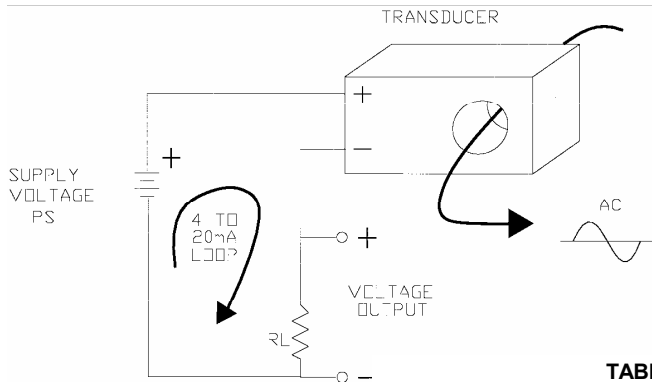 TRANSDUCER
+
−
+
SUPPLY
VOLTAGE
PS
4 TO
20mA
LOOP
AC
+
VOLTAGE
OUTPUT
RL
−